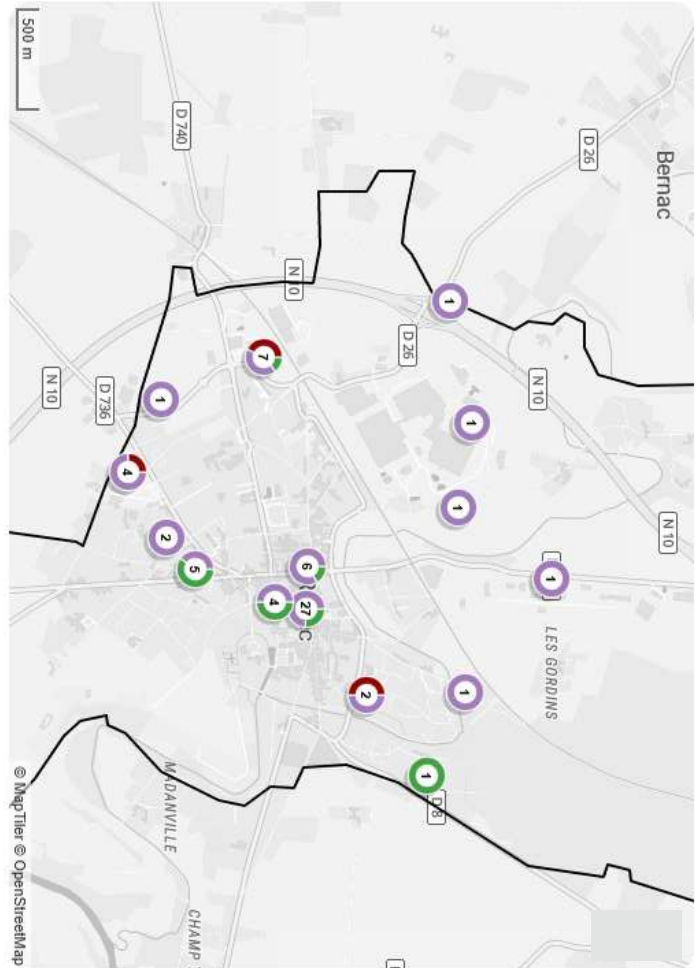 Bernac
N 10
D 26
N 10
LES GORDINS
1
1
1
1
1
D 8
1
D 26
2
6
27
N 10
4
7
5
CHAMP
D 740
MADANVILLE
2
1
4
D 736
N 10
500 m
© MapTiler © OpenStreetMap